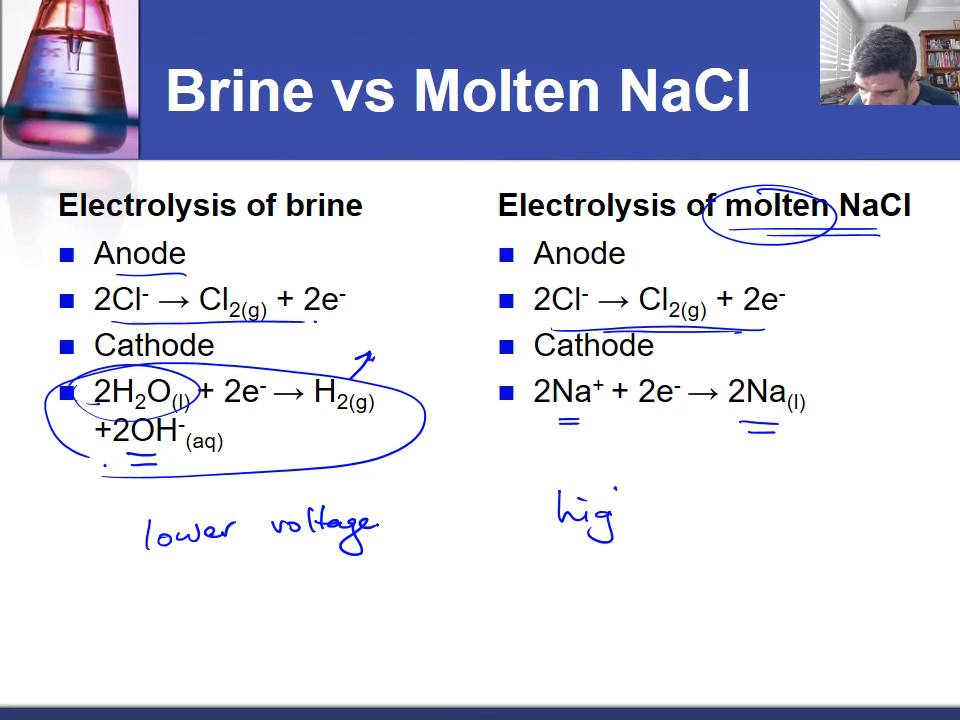 Brine vs Molten NaCl
Electrolysis of brine
Anode
2Cl⁻ → Cl₂₍g₎ + 2e⁻
Cathode
2H₂O₍l₎ + 2e⁻ → H₂₍g₎
+2OH⁻₍aq₎
lower voltage
Electrolysis of molten NaCl
Anode
2Cl⁻ → Cl₂₍g₎ + 2e⁻
Cathode
2Na⁺ + 2e⁻ → 2Na₍l₎
hig